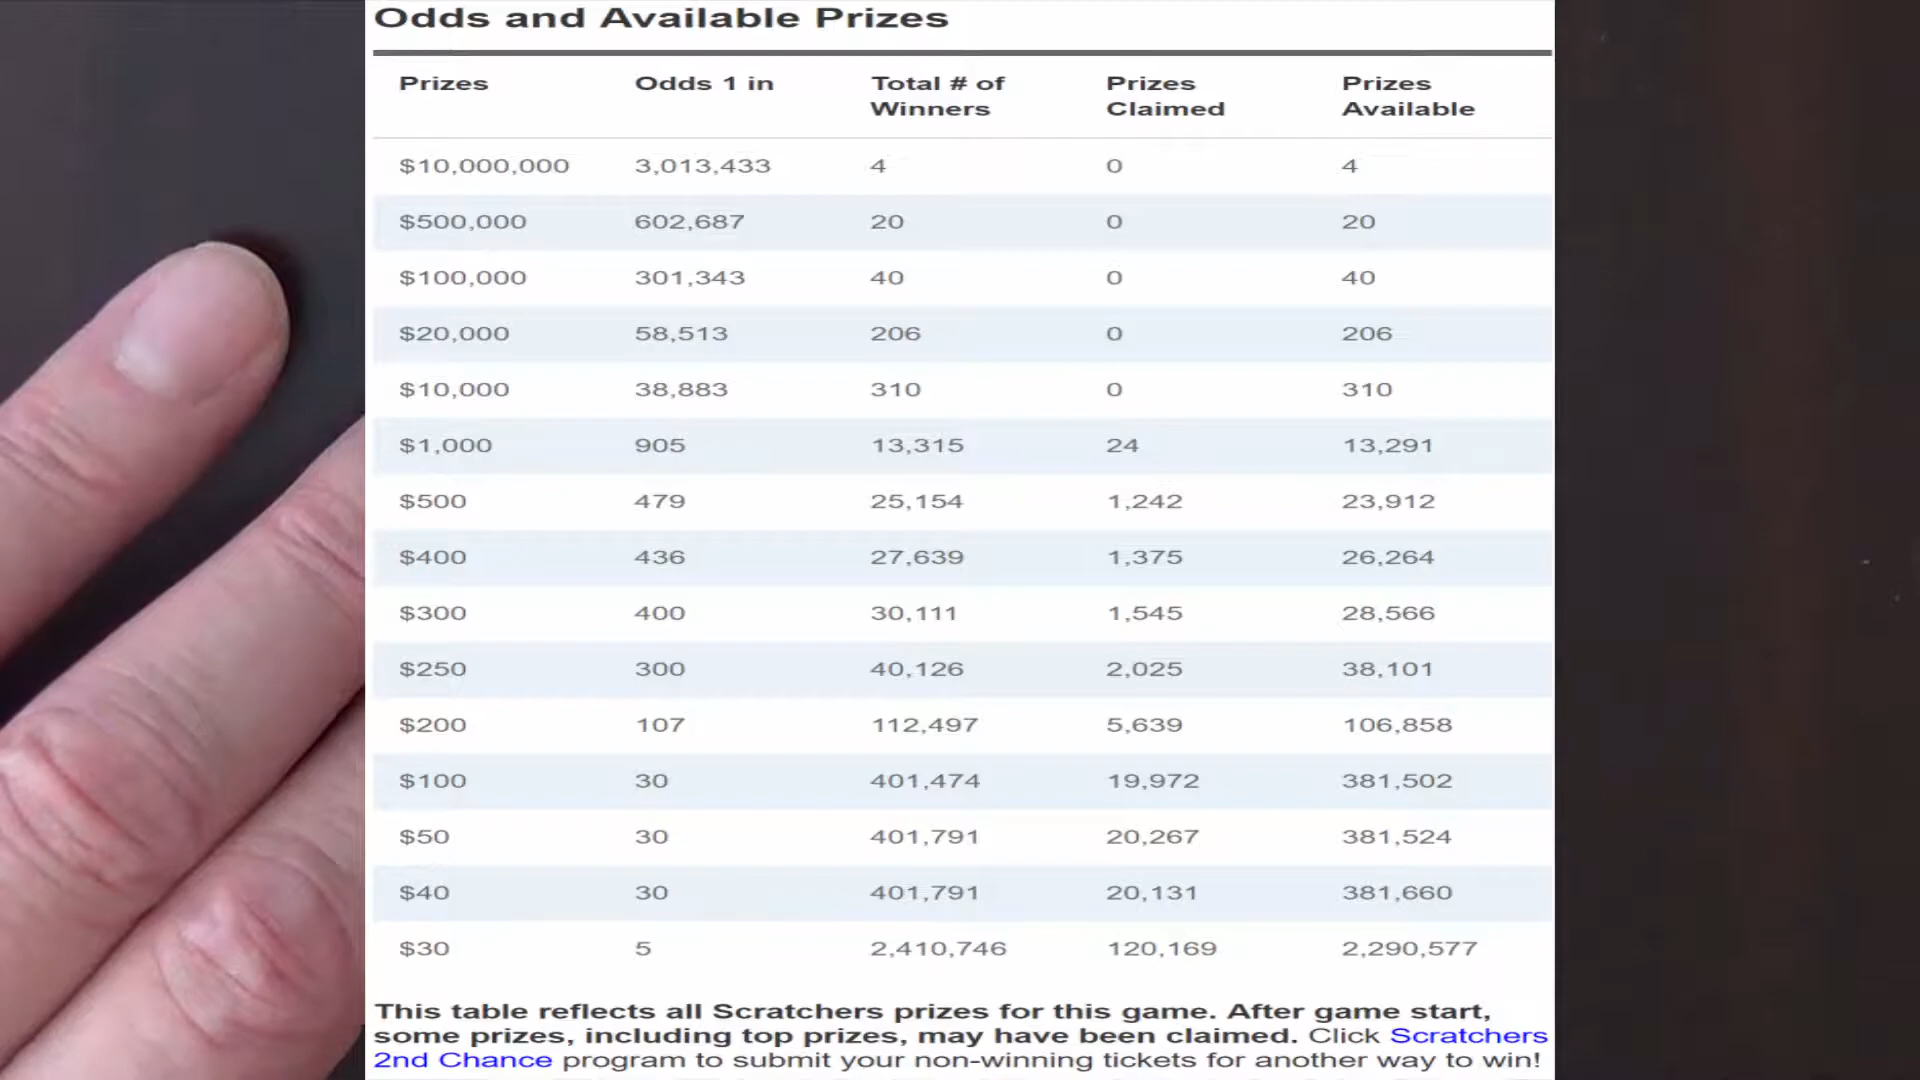 Odds and Available Prizes
Prizes Odds 1 in Total # of Winners Prizes Claimed Prizes Available
$10,000,000 3,013,433 4 0 4
$500,000 602,687 20 0 20
$100,000 301,343 40 0 40
$20,000 58,513 206 0 206
$10,000 38,883 310 0 310
$1,000 905 13,315 24 13,291
$500 479 25,154 1,242 23,912
$400 436 27,639 1,375 26,264
$300 400 30,111 1,545 28,566
$250 300 40,126 2,025 38,101
$200 107 112,497 5,639 106,858
$100 30 401,474 19,972 381,502
$50 30 401,791 20,267 381,524
$40 30 401,791 20,131 381,660
$30 5 2,410,746 120,169 2,290,577
This table reflects all Scratchers prizes for this game. After game start,
some prizes, including top prizes, may have been claimed. Click Scratchers
2nd Chance program to submit your non-winning tickets for another way to win!